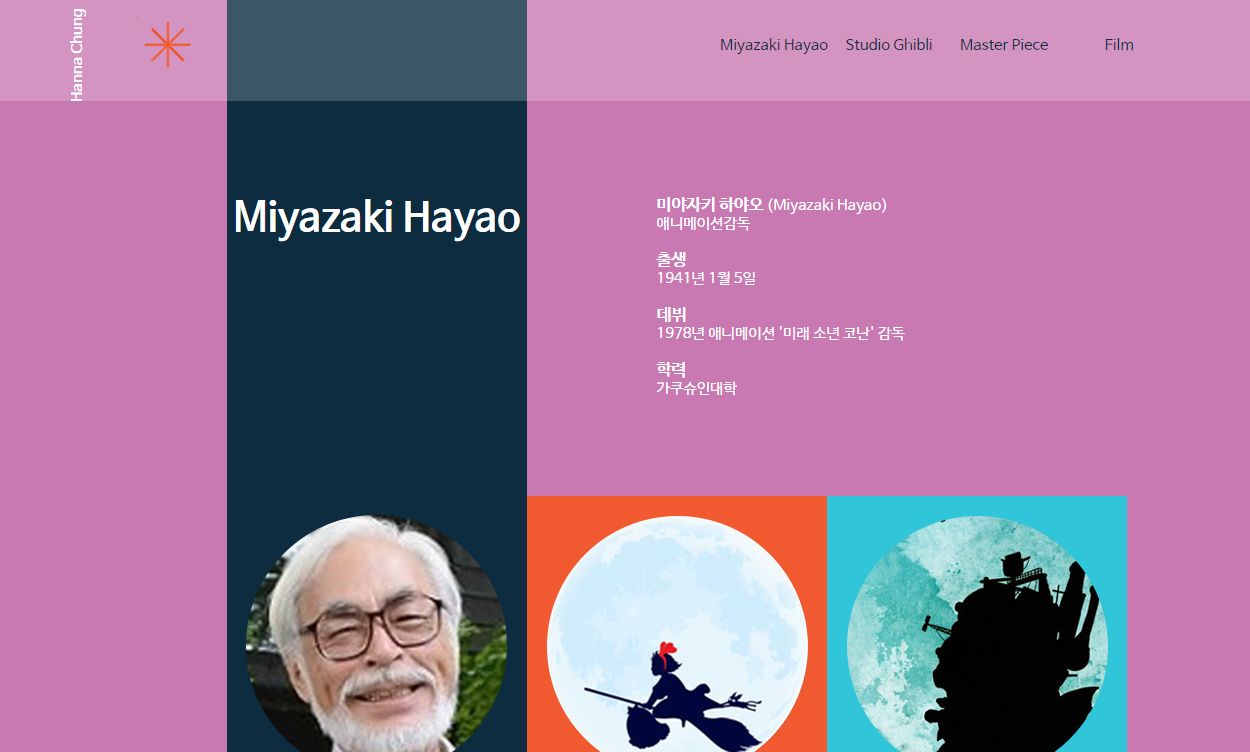 Hanna Chung
Miyazaki Hayao
Studio Ghibli
Master Piece
Film
Miyazaki Hayao
미야자키 하야오 (Miyazaki Hayao)
애니메이션감독
출생
1941년 1월 5일
데뷔
1978년 애니메이션 '미래 소년 코난' 감독
학력
가쿠슈인대학